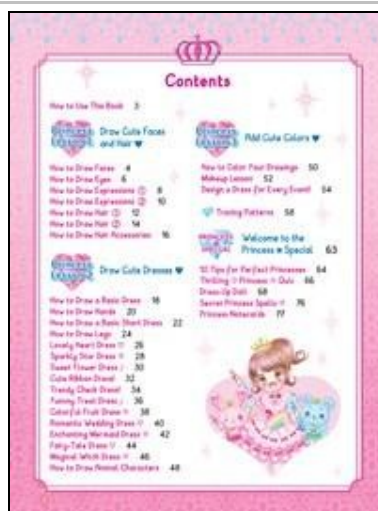 Contents
How to Use This Book 3
Draw Cute Faces
and Hair ♥
How to Draw Faces 4
How to Draw Eyes 6
How to Draw Expressions ① 8
How to Draw Expressions ② 10
How to Draw Hair ① 12
How to Draw Hair ② 14
How to Draw Hair Accessories 16
Draw Cute Dresses ♥
How to Draw a Basic Dress 18
How to Draw Hands 20
How to Draw a Basic Short Dress 22
How to Draw Legs 24
Lovely Heart Dress 26
Sparkly Star Dress 28
Sweet Flower Dress 30
Cute Ribbon Dress! 32
Trendy Check Dress! 34
Yummy Treat Dress 36
Colorful Fruit Dress 38
Romantic Wedding Dress 40
Enchanting Mermaid Dress 42
Fairy-Tale Dress 44
Magical Witch Dress 46
How to Draw Animal Characters 48
Add Cute Colors ♥
How to Color Your Drawings 50
Makeup Lesson 52
Design a Dress for Every Event! 54
Tracing Patterns 58
PRINCESS SPECIAL
Welcome to the
Princess ★ Special 63
12 Tips for Perfect Princesses 64
Thrilling Princess Quiz 66
Dress-Up Doll 68
Secret Princess Spells 76
Princess Notecards 77